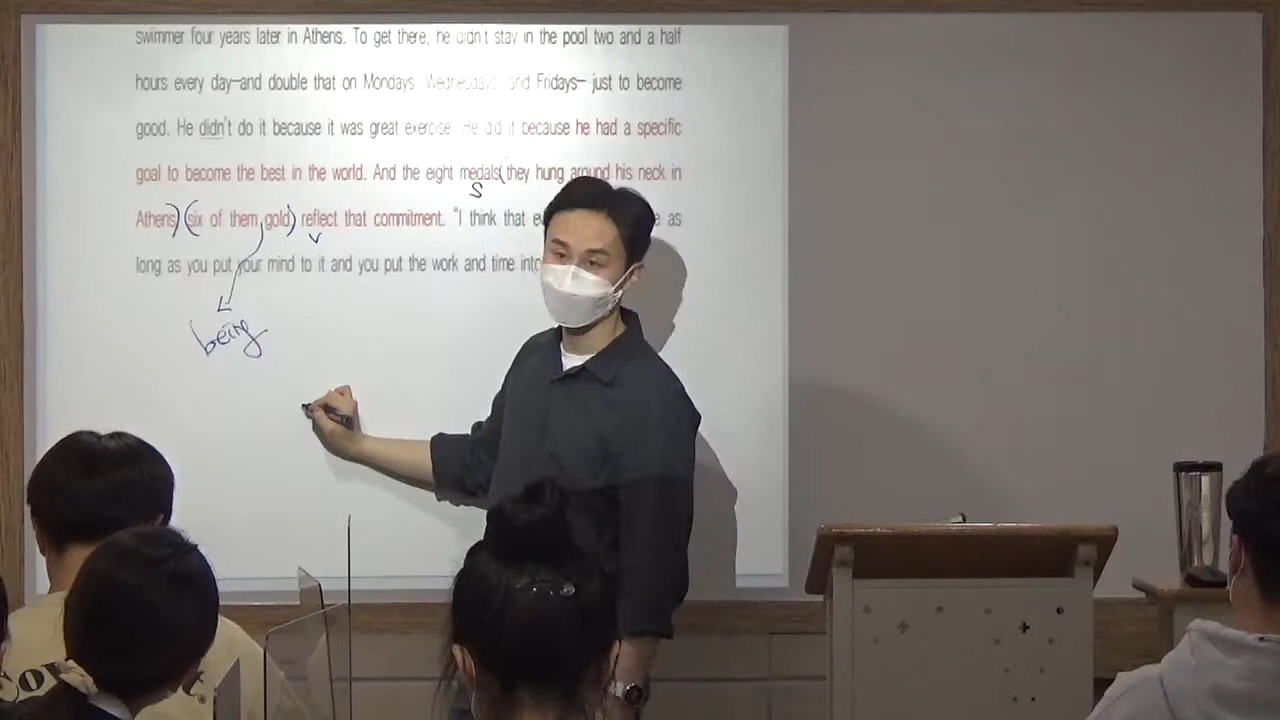 swimmer four years later in Athens. To get there, he didn't stay in the pool two and a half
hours every day—and double that on Mondays, Wednesdays, and Fridays— just to become
good. He didn't do it because it was great exercise. He did it because he had a specific
goal to become the best in the world. And the eight medals(they hung around his neck in
S
Athens) (six of them gold) reflect that commitment. "I think that as
V
long as you put your mind to it and you put the work and time into
being